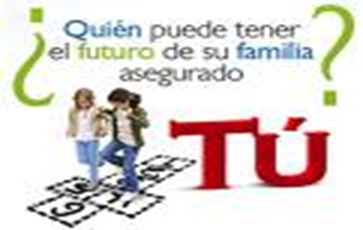 ¿Quién puede tener
el futuro de su familia
asegurado?
TÚ